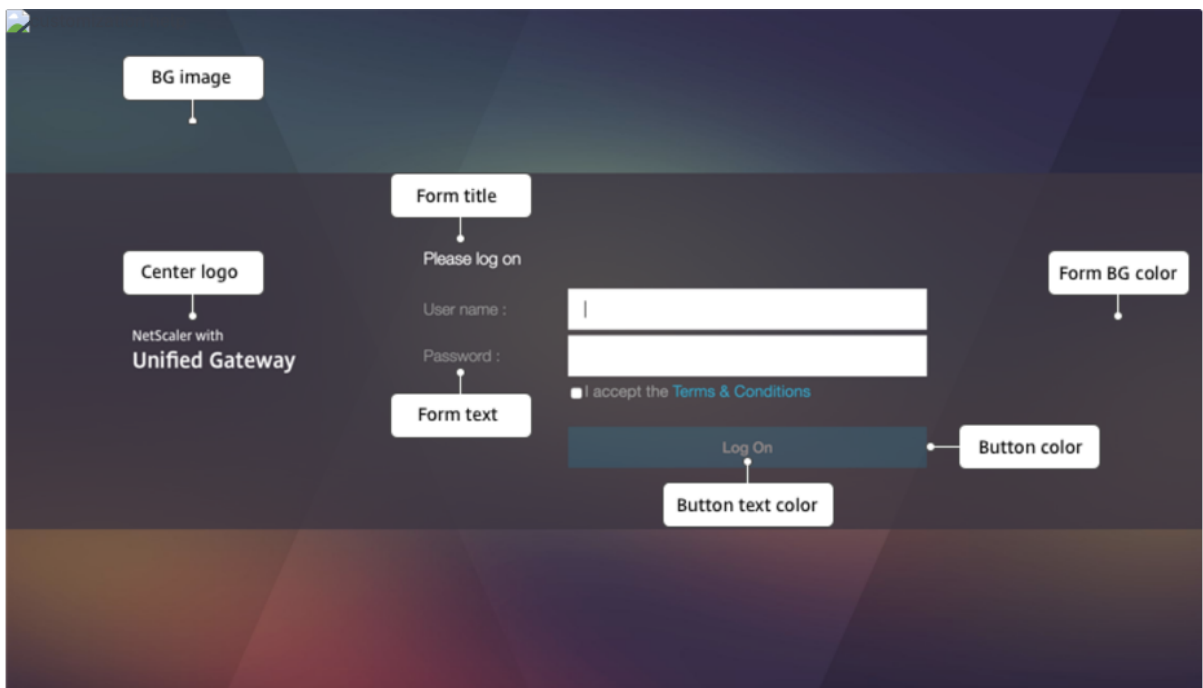 BG image
Form title
Please log on
Center logo
Form BG color
User name :
NetScaler with
Unified Gateway
Password :
I accept the Terms & Conditions
Form text
Log On
Button color
Button text color